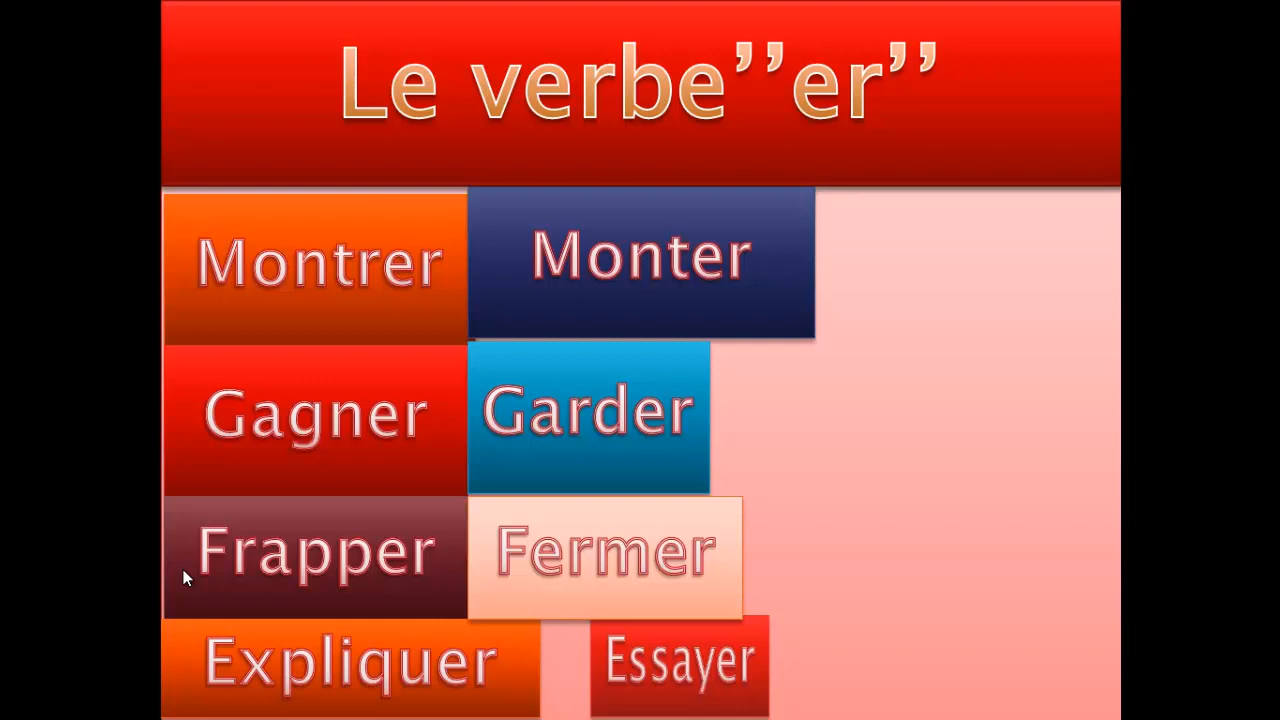 Le verbe’’er’’
Montrer Monter
Gagner Garder
Frapper Fermer
Expliquer Essayer